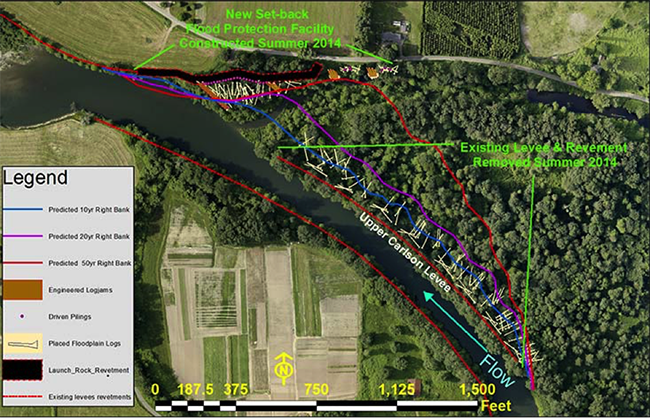 New Set-back
Flood Protection Facility
Constructed Summer 2014
Existing Levee & Revement
Removed Summer 2014
Upper Carlson Levee
Flow
Legend
Predicted 10yr Right Bank
Predicted 20yr Right Bank
Predicted 50yr Right Bank
Engineered Logjams
Driven Pilings
Placed Floodplain Logs
Launch_Rock_Revetment
Existing levees revetments
N
0 187.5 375 750 1,125 1,500
Feet